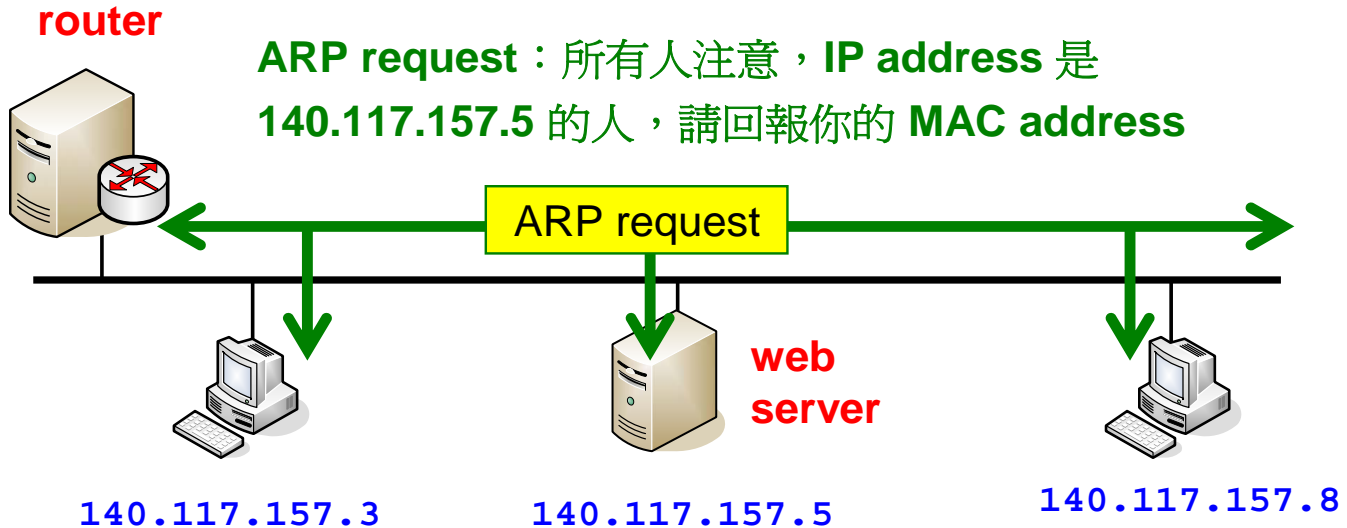 router
ARP request：所有人注意，IP address 是
140.117.157.5 的人，請回報你的 MAC address
ARP request
web
server
140.117.157.3
140.117.157.5
140.117.157.8